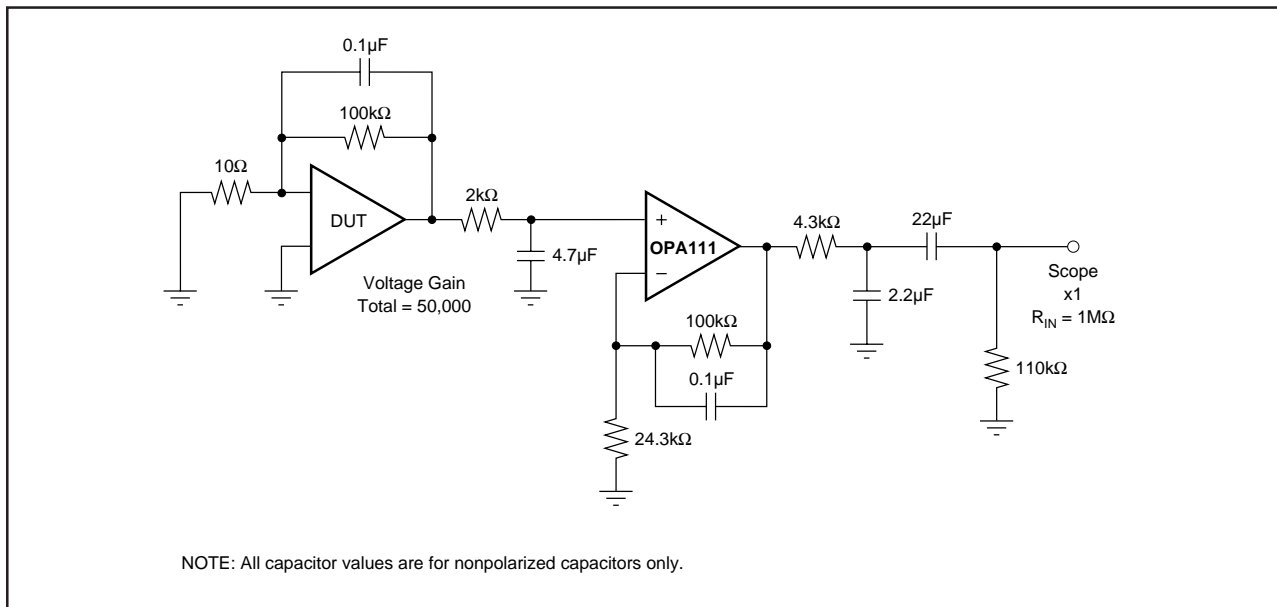 0.1µF
100kΩ
10Ω
DUT
Voltage Gain
Total = 50,000
2kΩ
4.7µF
+
OPA111
–
100kΩ
0.1µF
24.3kΩ
4.3kΩ
2.2µF
22µF
Scope
x1
RIN = 1MΩ
110kΩ
NOTE: All capacitor values are for nonpolarized capacitors only.